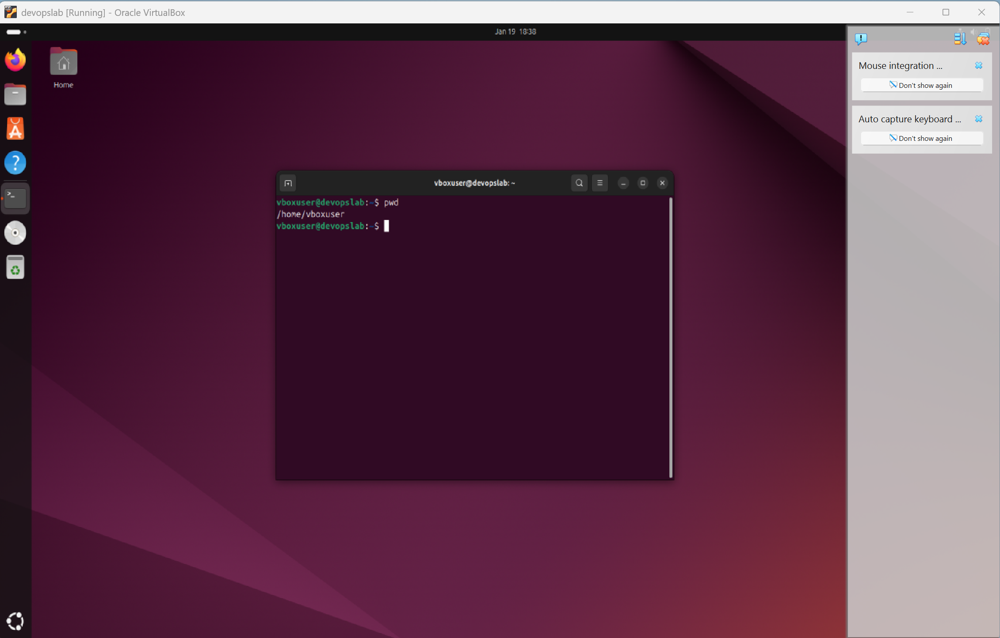 devopslab [Running] - Oracle VirtualBox
Jan 19 18:38
Home
vboxuser@devopslab: ~
vboxuser@devopslab:~$ pwd
/home/vboxuser
vboxuser@devopslab:~$
Mouse integration ...
Don't show again
Auto capture keyboard ...
Don't show again